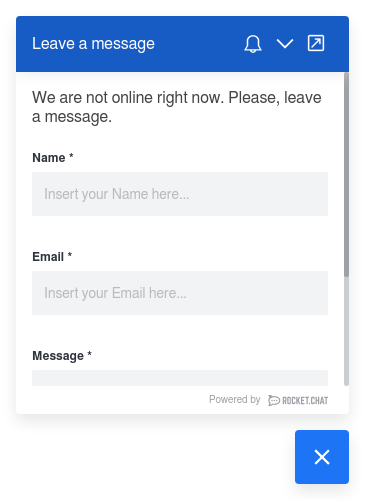 Leave a message
We are not online right now. Please, leave
a message.
Name *
Insert your Name here...
Email *
Insert your Email here...
Message *
Powered by ROCKET.CHAT